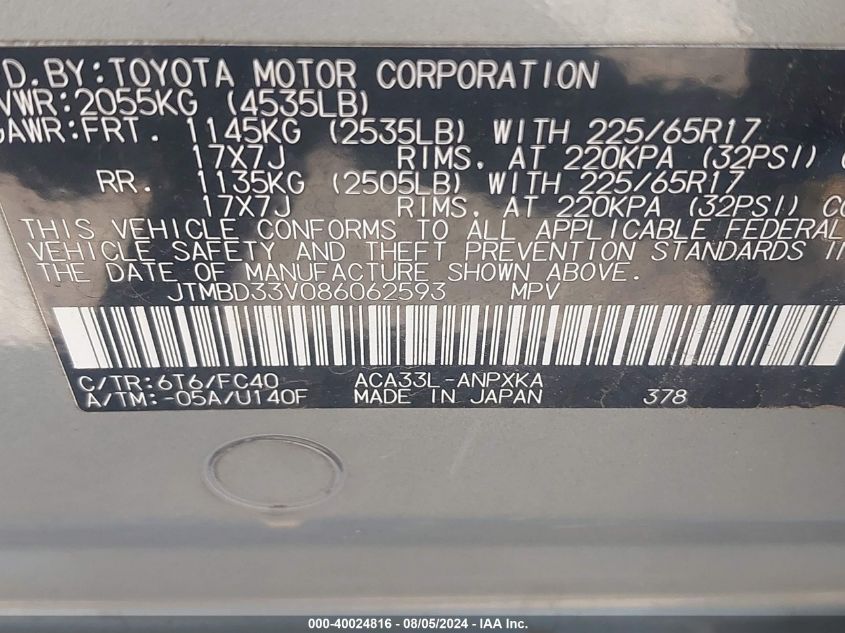 D.BY:TOYOTA MOTOR CORPORATION
VWR:2055KG (4535LB)
GAWR:FRT. 1145KG (2535LB) WITH 225/65R17
17X7J RIMS, AT 220KPA (32PSI) C
RR. 1135KG (2505LB) WITH 225/65R17
17X7J RIMS, AT 220KPA (32PSI) CO
THIS VEHICLE CONFORMS TO ALL APPLICABLE FEDERAL
VEHICLE SAFETY AND THEFT PREVENTION STANDARDS IN
THE DATE OF MANUFACTURE SHOWN ABOVE.
JTMBD33V086062593 MPV
C/TR:6T6/FC40 ACA33L-ANPXKA
A/TM:-05A/U140F MADE IN JAPAN 378
000-40024816 - 08/05/2024 - IAA Inc.